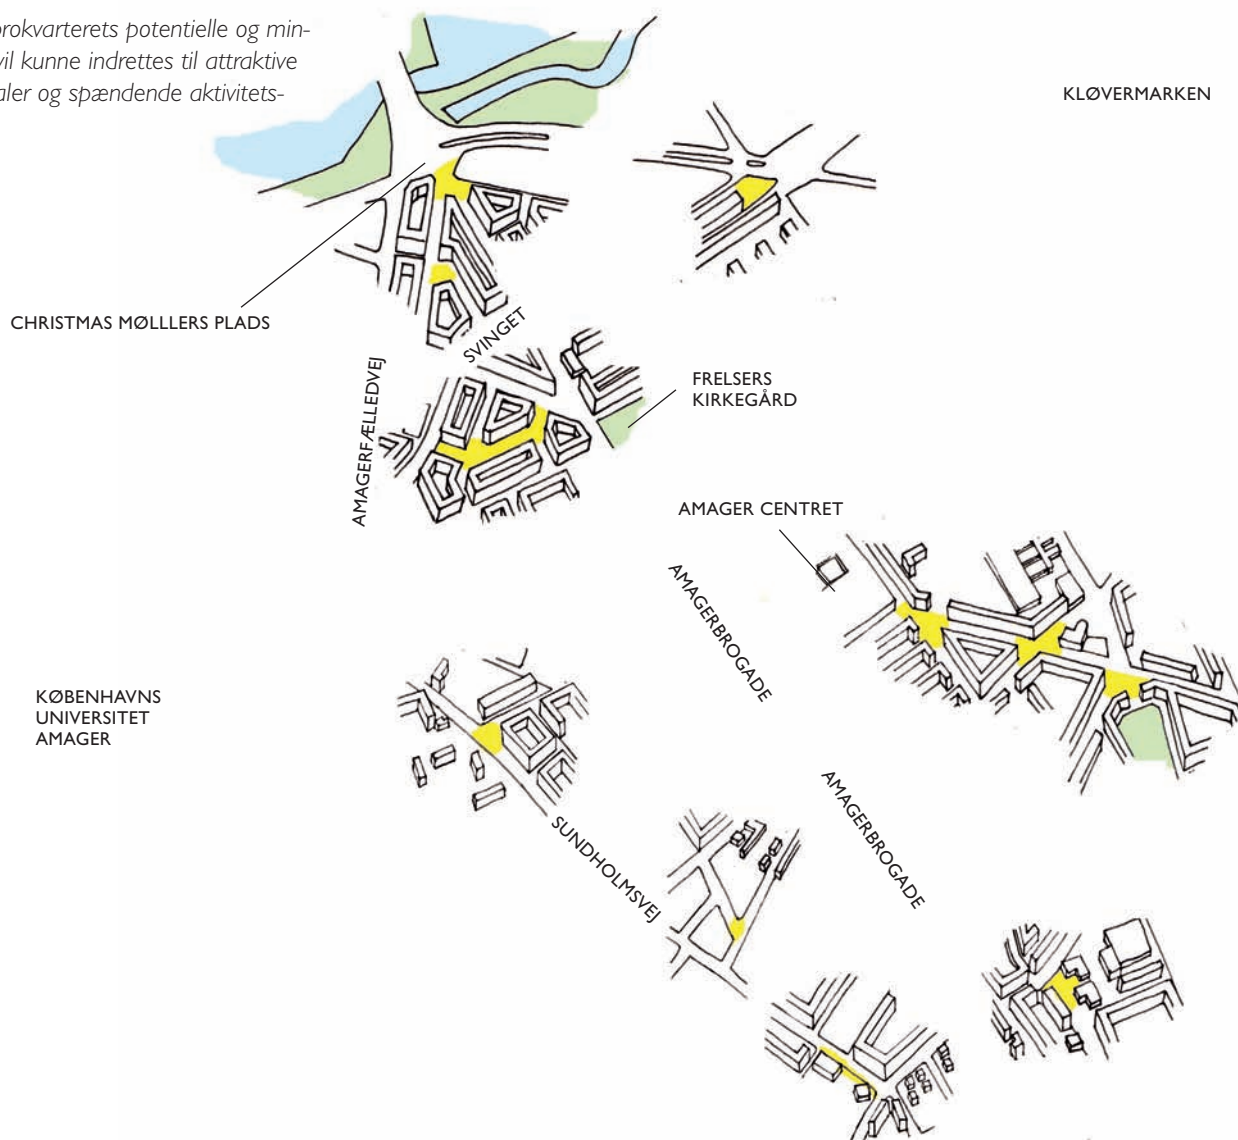 rokvarterets potentielle og min-
vil kunne indrettes til attraktive
aler og spændende aktivitets-
KLØVERMARKEN
CHRISTMAS MØLLLERS PLADS
SVINGET
AMAGERFÆLLEDVEJ
FRELSERS
KIRKEGÅRD
AMAGER CENTRET
AMAGERBROGADE
KØBENHAVNS
UNIVERSITET
AMAGER
AMAGERBROGADE
SUNDHOLMSVEJ